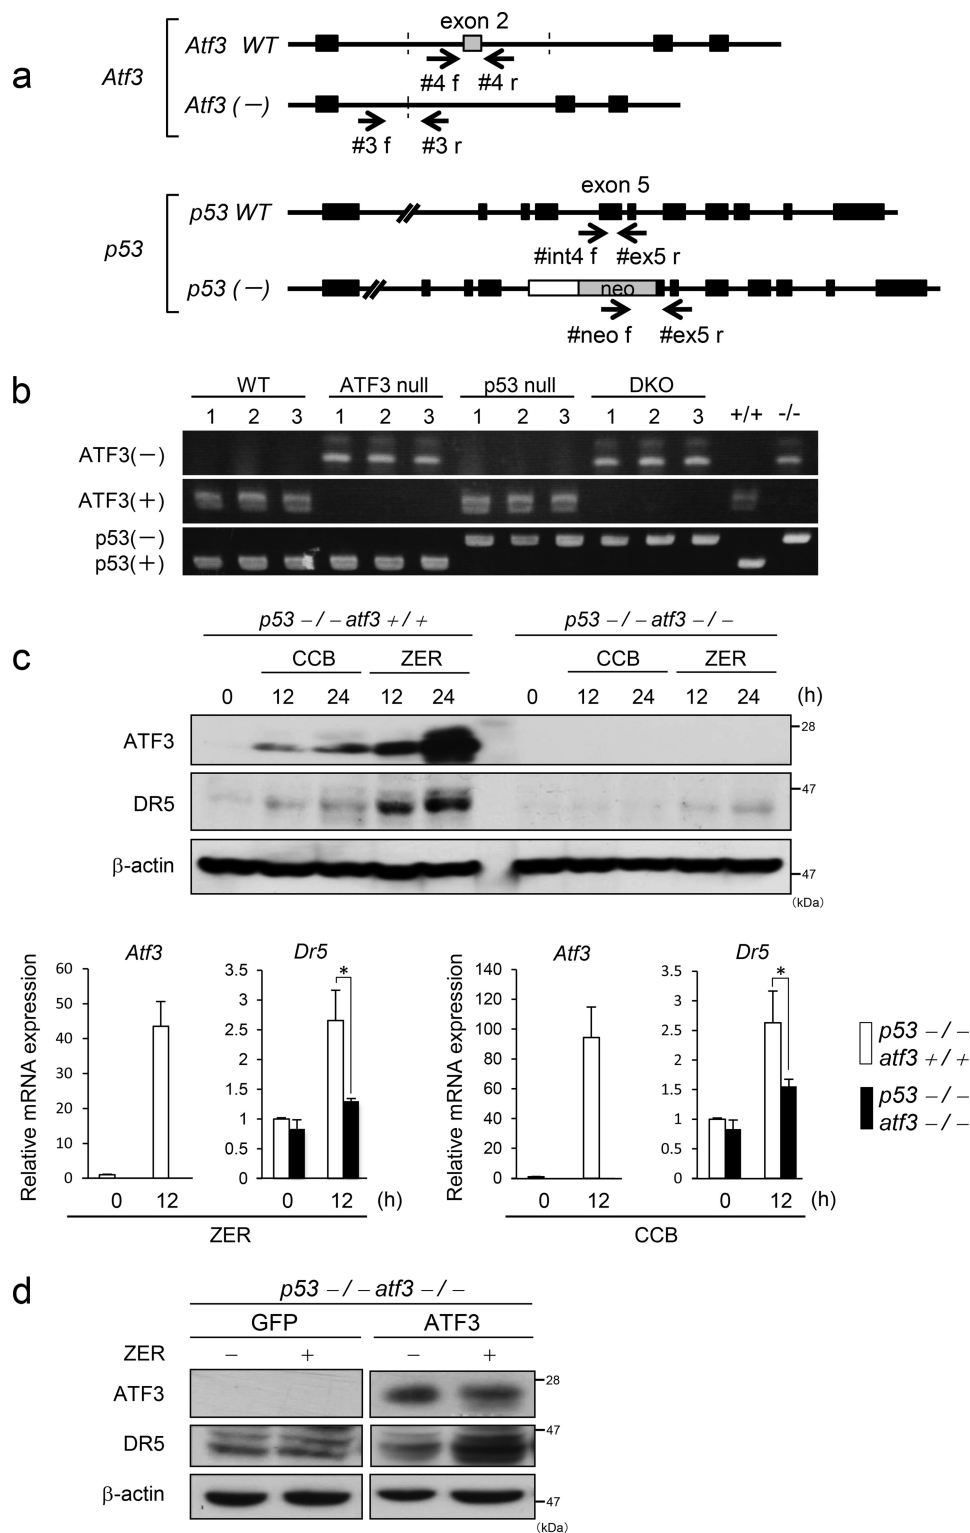 a
Atf3
exon 2
Atf3 WT
#4 f #4 r
Atf3 (−)
#3 f #3 r
p53
exon 5
p53 WT
#int4 f #ex5 r
p53 (−)
neo
#neo f #ex5 r
b
WT ATF3 null p53 null DKO
1 2 3 1 2 3 1 2 3 1 2 3 +/+ -/-
ATF3(−)
ATF3(+)
p53(−)
p53(+)
c
p53 −/− atf3 +/+ p53 −/− atf3 −/−
CCB ZER CCB ZER
0 12 24 12 24 0 12 24 12 24 (h)
ATF3 28
DR5 47
β-actin 47
(kDa)
Relative mRNA expression
Atf3
60
50
40
30
20
10
0
0 12
Dr5
3.5
3
2.5
2
1.5
1
0.5
0
*
0 12 (h)
ZER
Relative mRNA expression
Atf3
140
120
100
80
60
40
20
0
0 12
Dr5
3.5
3
2.5
2
1.5
1
0.5
0
*
0 12 (h)
CCB
p53 −/−
atf3 +/+
p53 −/−
atf3 −/−
d
p53 −/− atf3 −/−
GFP ATF3
ZER − + − +
ATF3 28
DR5 47
β-actin 47
(kDa)